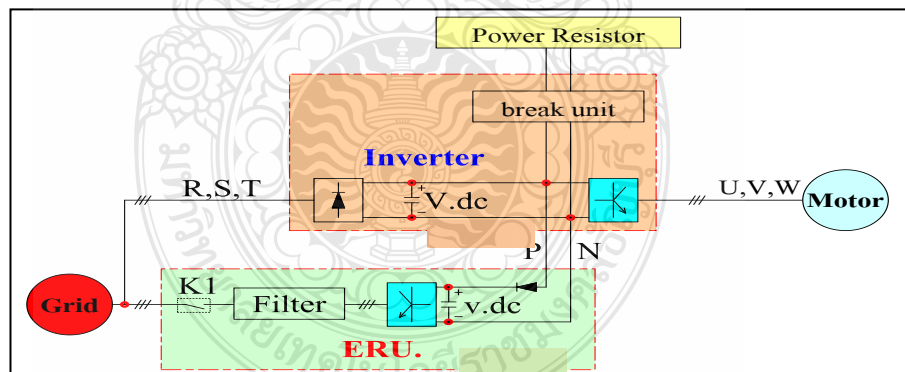 Power Resistor
break unit
Inverter
R,S,T
+
V.dc
−
U,V,W
Motor
P N
K1
Grid
Filter
+
v.dc
−
ERU.